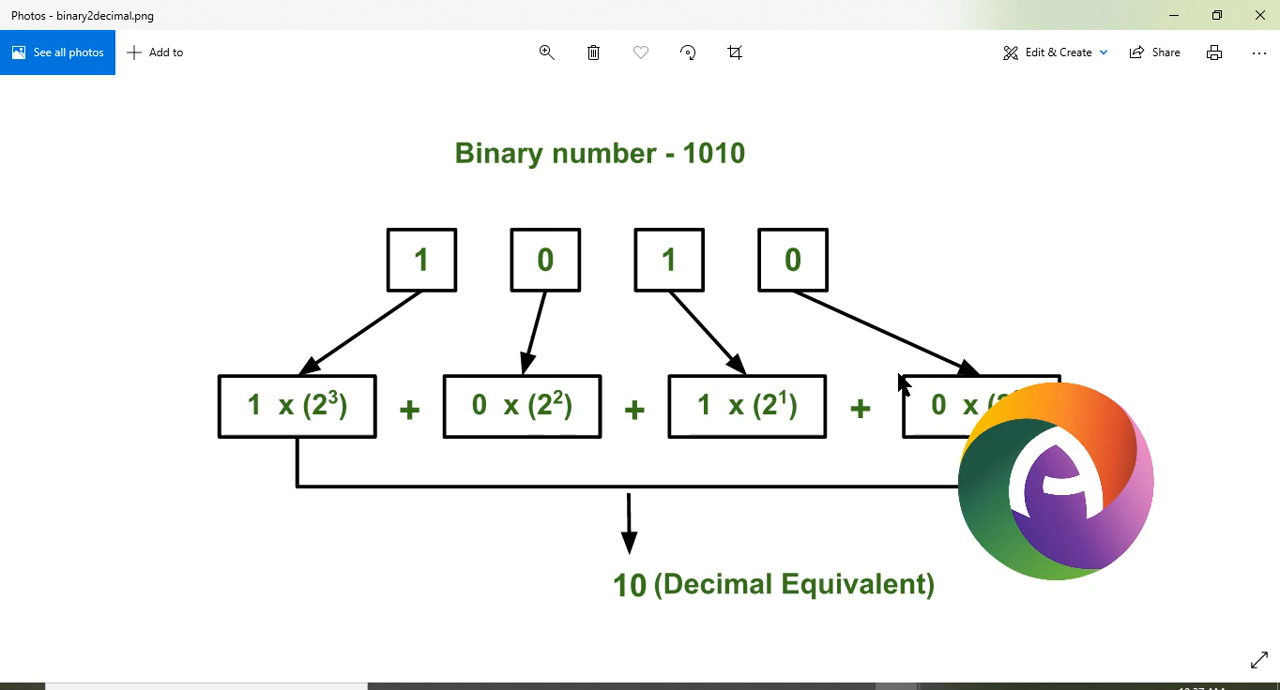 Photos - binary2decimal.png
See all photos
Add to
Edit & Create
Share
Binary number - 1010
1 0 1 0
1 x (2³) + 0 x (2²) + 1 x (2¹) + 0 x (
10 (Decimal Equivalent)